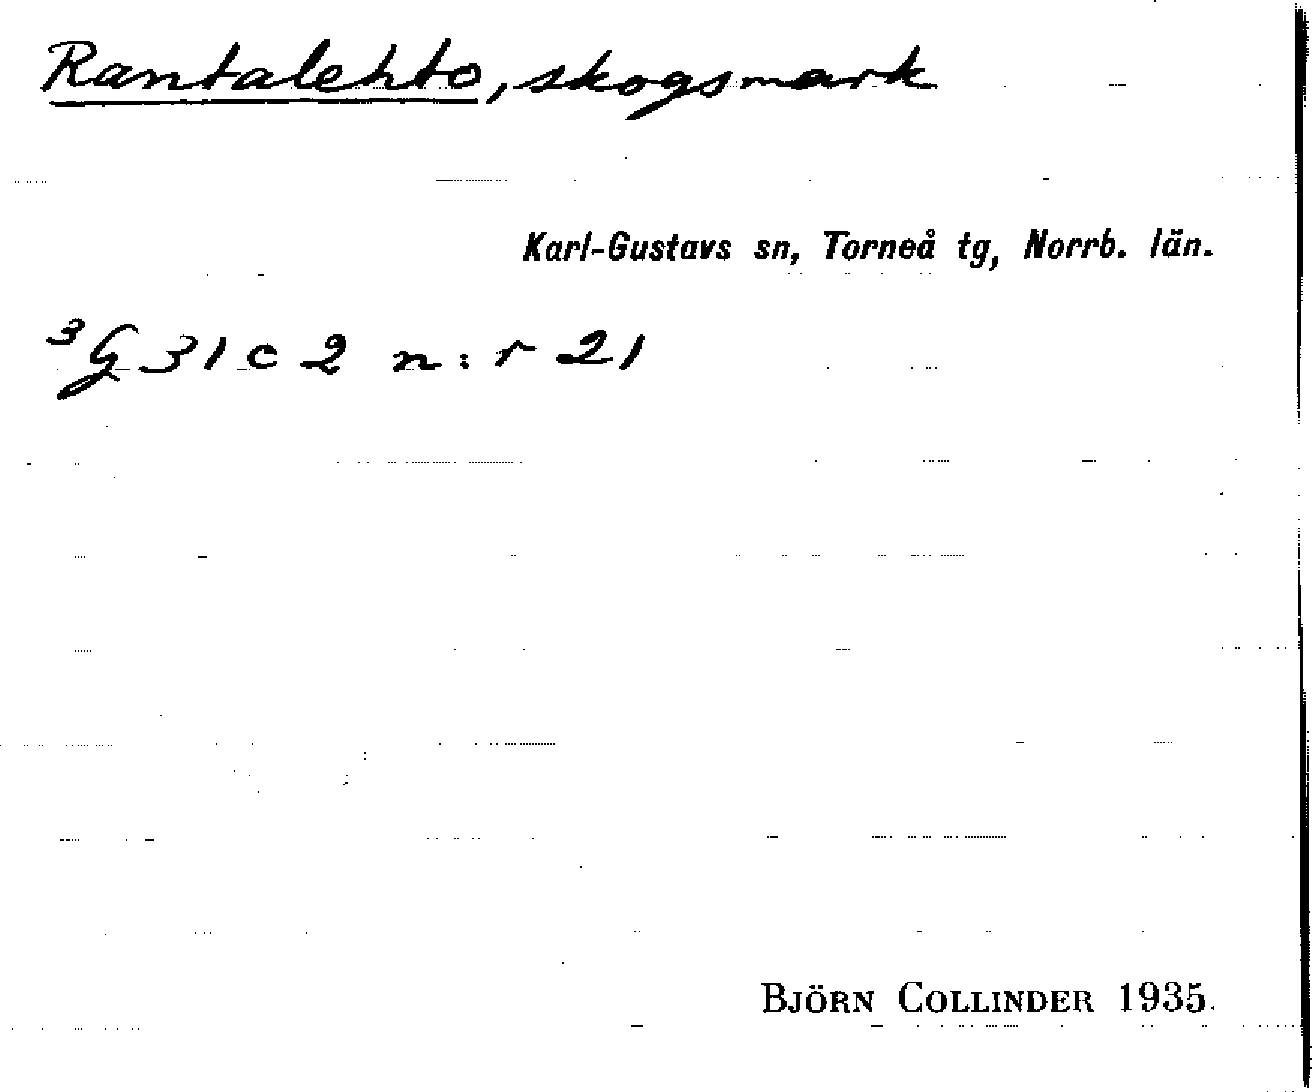 Rantalehto, skogsmark
Karl-Gustavs sn, Torneå tg, Norrb. län.
³G 31 c 2 n:r 21
BJÖRN COLLINDER 1935.